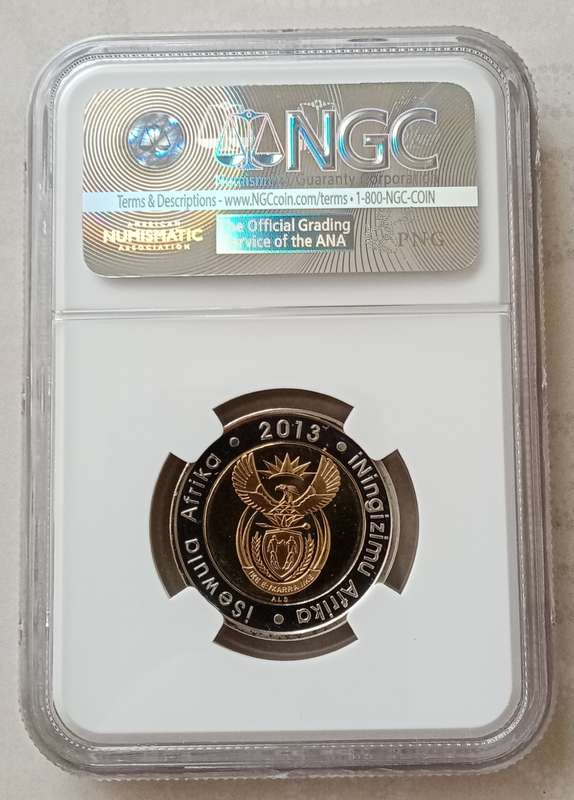 NGC
Numismatic Guaranty Corporation
Terms & Descriptions - www.NGCcoin.com/terms • 1-800-NGC-COIN
AMERICAN
NUMISMATIC
ASSOCIATION
The Official Grading
Service of the ANA
PNG
iSewula Afrika • 2013 • iNingizimu Afrika •
!KE E: /XARRA //KE
ALS